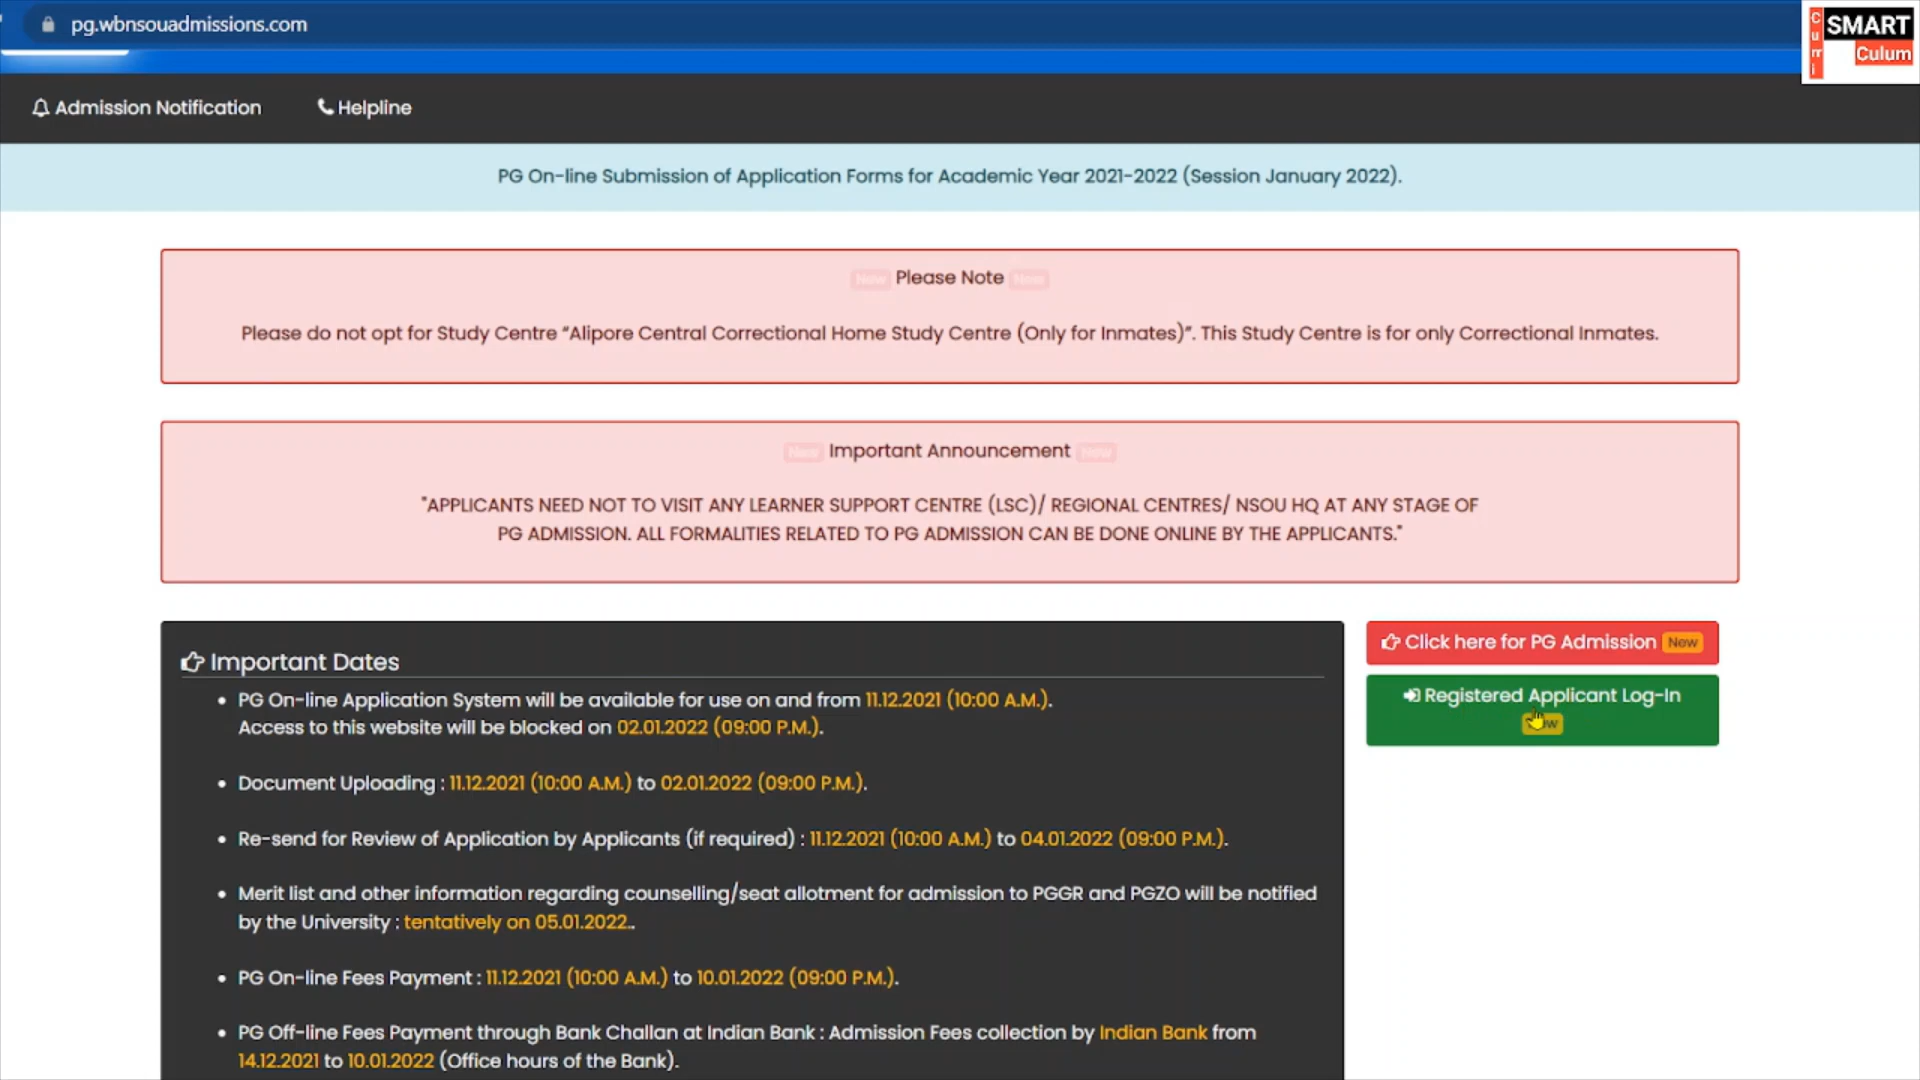 pg.wbnsouadmissions.com
SMART
Curri
Culum
Admission Notification
Helpline
PG On-line Submission of Application Forms for Academic Year 2021-2022 (Session January 2022).
New Please Note New
Please do not opt for Study Centre “Alipore Central Correctional Home Study Centre (Only for Inmates)”. This Study Centre is for only Correctional Inmates.
New Important Announcement New
"APPLICANTS NEED NOT TO VISIT ANY LEARNER SUPPORT CENTRE (LSC)/ REGIONAL CENTRES/ NSOU HQ AT ANY STAGE OF
PG ADMISSION. ALL FORMALITIES RELATED TO PG ADMISSION CAN BE DONE ONLINE BY THE APPLICANTS."
Important Dates
• PG On-line Application System will be available for use on and from 11.12.2021 (10:00 A.M.).
Access to this website will be blocked on 02.01.2022 (09:00 P.M.).
• Document Uploading : 11.12.2021 (10:00 A.M.) to 02.01.2022 (09:00 P.M.).
• Re-send for Review of Application by Applicants (if required) : 11.12.2021 (10:00 A.M.) to 04.01.2022 (09:00 P.M.).
• Merit list and other information regarding counselling/seat allotment for admission to PGGR and PGZO will be notified
by the University : tentatively on 05.01.2022..
• PG On-line Fees Payment : 11.12.2021 (10:00 A.M.) to 10.01.2022 (09:00 P.M.).
• PG Off-line Fees Payment through Bank Challan at Indian Bank : Admission Fees collection by Indian Bank from
14.12.2021 to 10.01.2022 (Office hours of the Bank).
Click here for PG Admission New
Registered Applicant Log-In